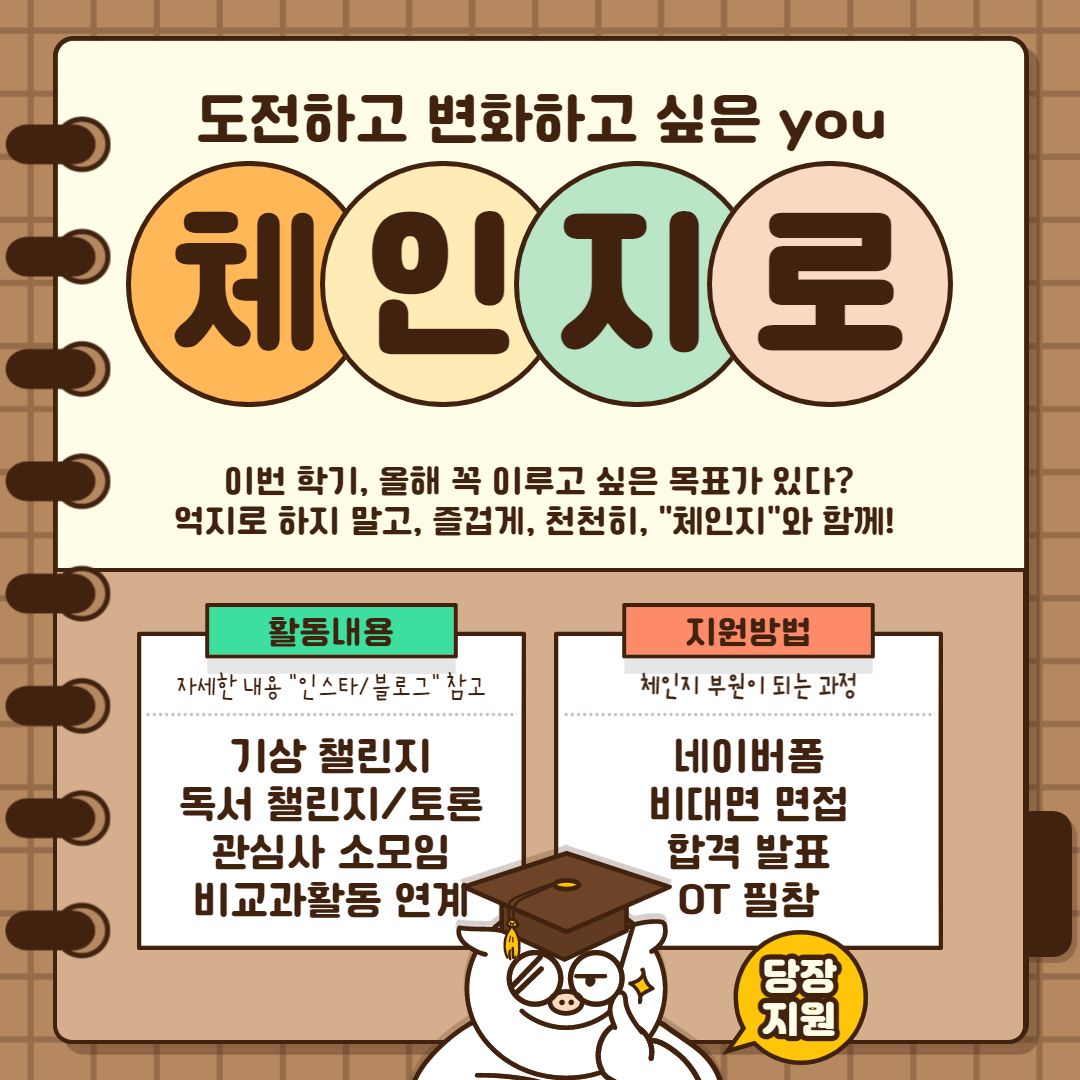 도전하고 변화하고 싶은 you
체인지로
이번 학기, 올해 꼭 이루고 싶은 목표가 있다?
억지로 하지 말고, 즐겁게, 천천히, "체인지"와 함께!
활동내용
자세한 내용 "인스타/블로그" 참고
기상 챌린지
독서 챌린지/토론
관심사 소모임
비교과활동 연계
지원방법
체인지 부원이 되는 과정
네이버폼
비대면 면접
합격 발표
OT 필참
당장
지원